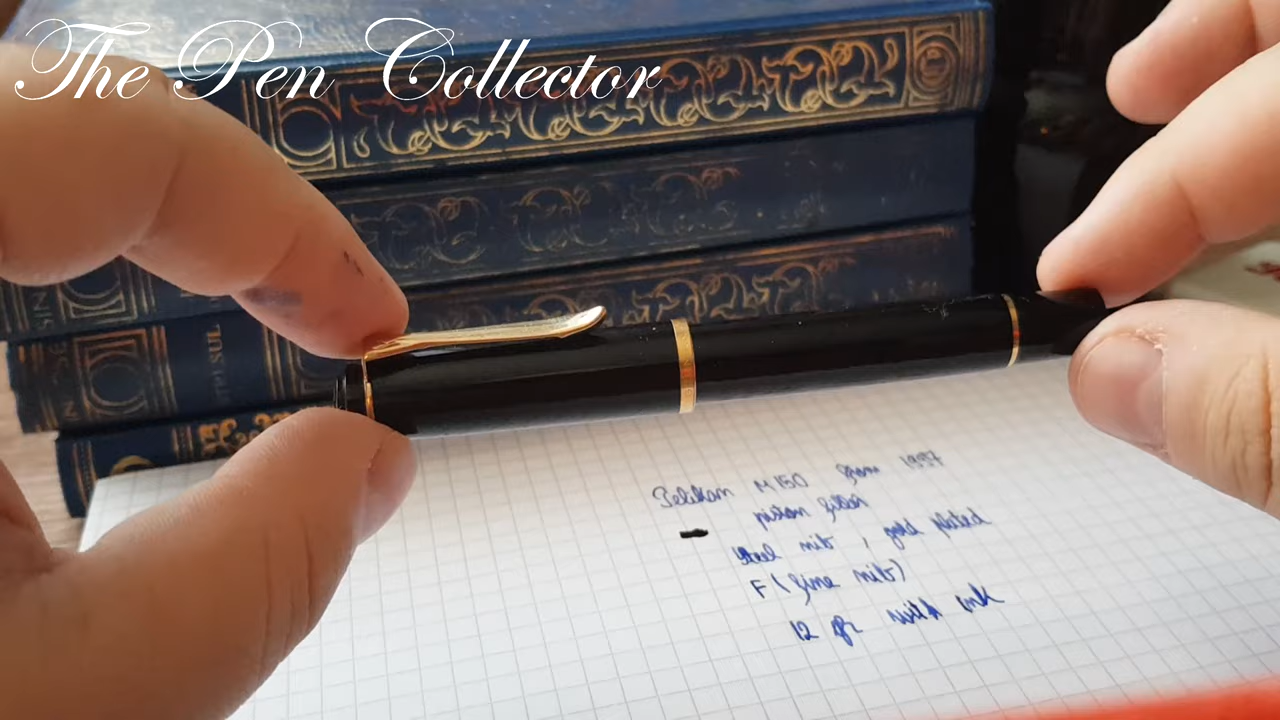 The Pen Collector
Pelikan M150 from 1997
piston filler
steel nib, gold plated
F (fine nib)
12 gr with ink
SUL